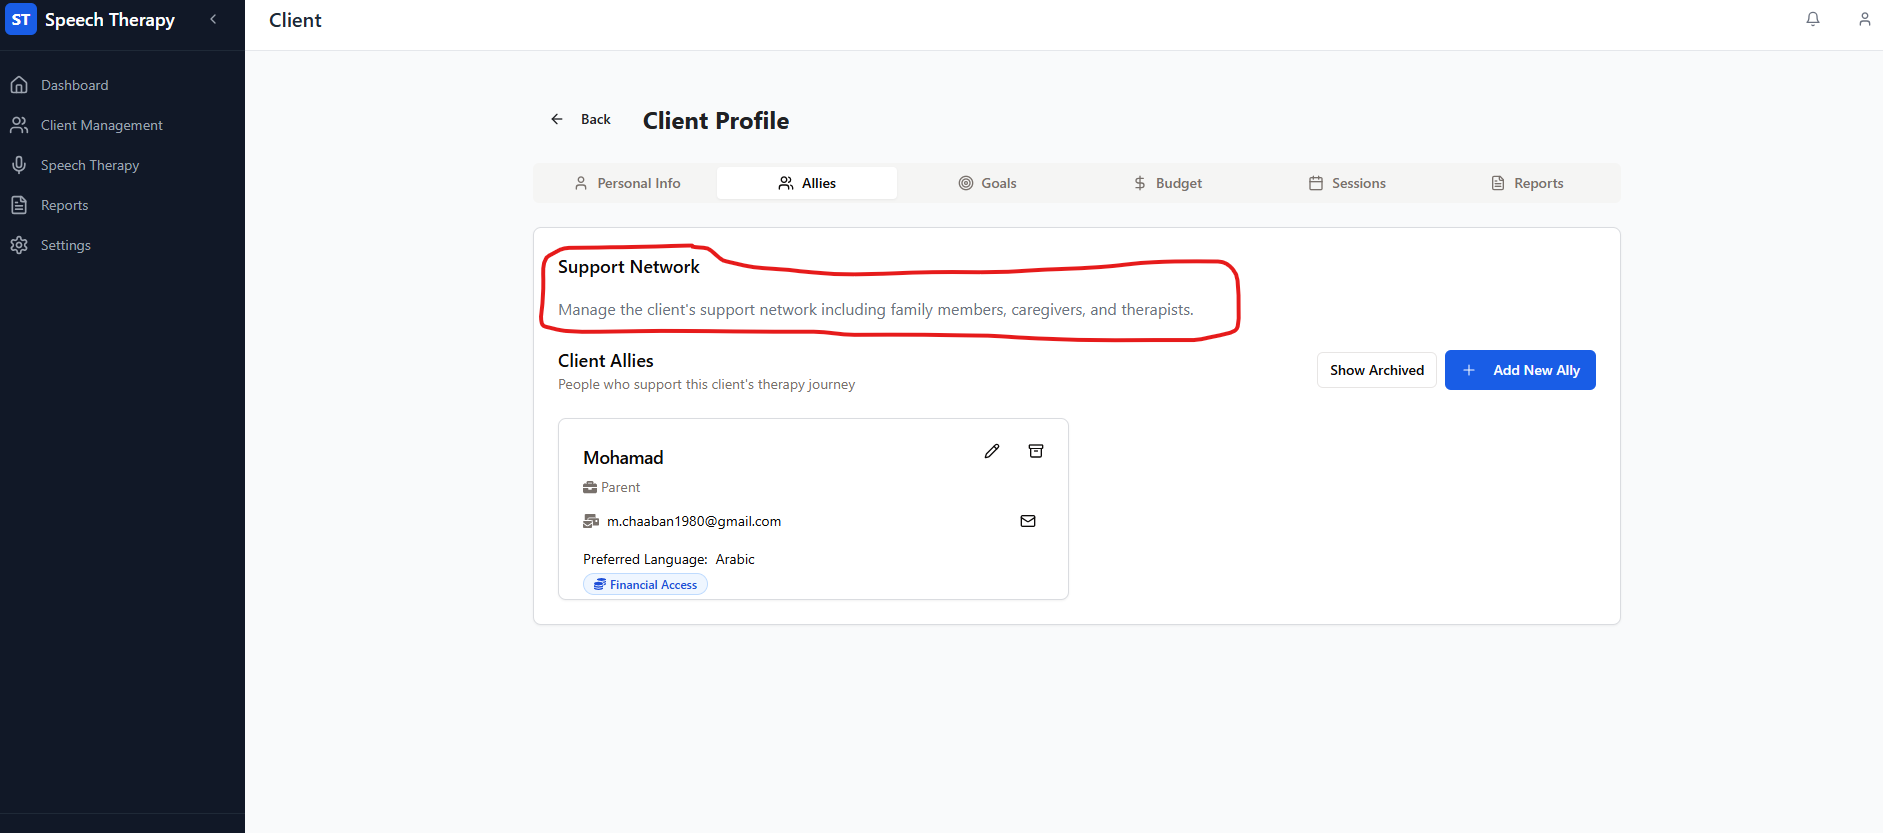 ST Speech Therapy
Client
Dashboard
Client Management
Speech Therapy
Reports
Settings
Back
Client Profile
Personal Info
Allies
Goals
Budget
Sessions
Reports
Support Network
Manage the client's support network including family members, caregivers, and therapists.
Client Allies
People who support this client's therapy journey
Show Archived
+ Add New Ally
Mohamad
Parent
m.chaaban1980@gmail.com
Preferred Language: Arabic
Financial Access